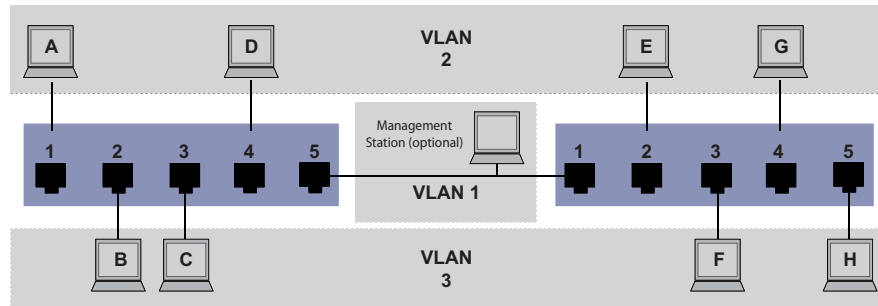 A
D
VLAN
2
E
G
1
2
3
4
5
Management
Station (optional)
VLAN 1
1
2
3
4
5
B
C
VLAN
3
F
H